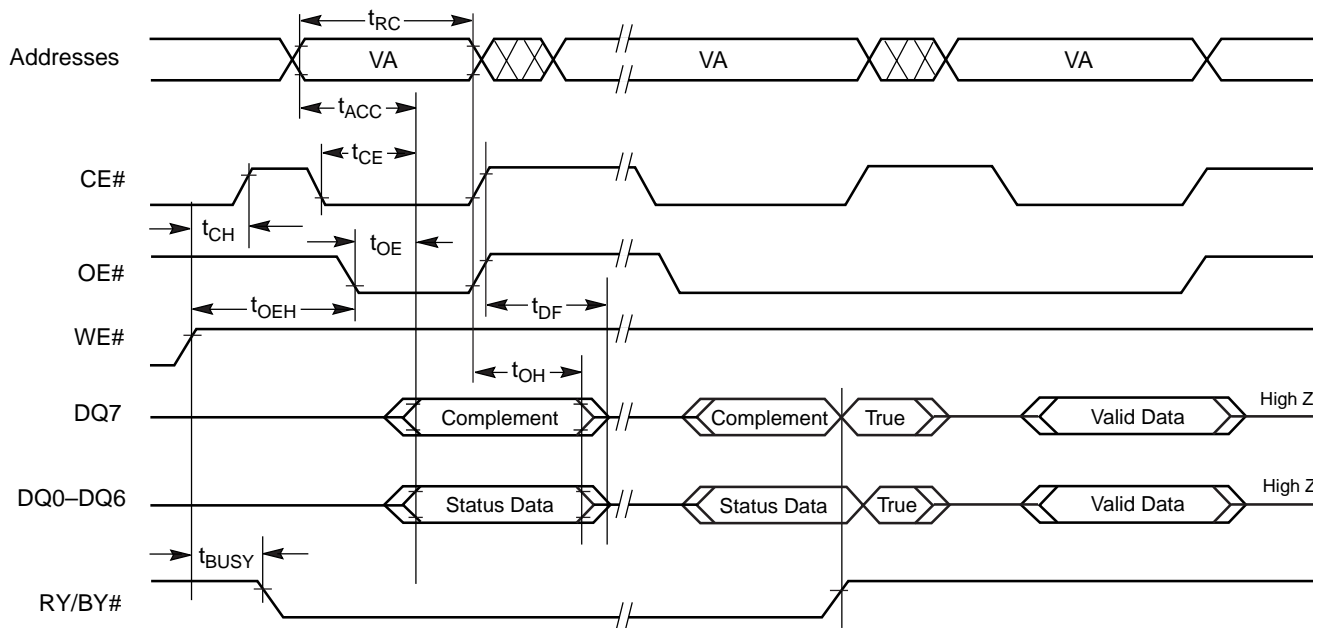 tRC
Addresses VA VA VA
tACC
tCE
CE#
tCH
tOE
OE#
tOEH
tDF
WE#
tOH
DQ7 Complement Complement True Valid Data High Z
DQ0–DQ6 Status Data Status Data True Valid Data High Z
tBUSY
RY/BY#